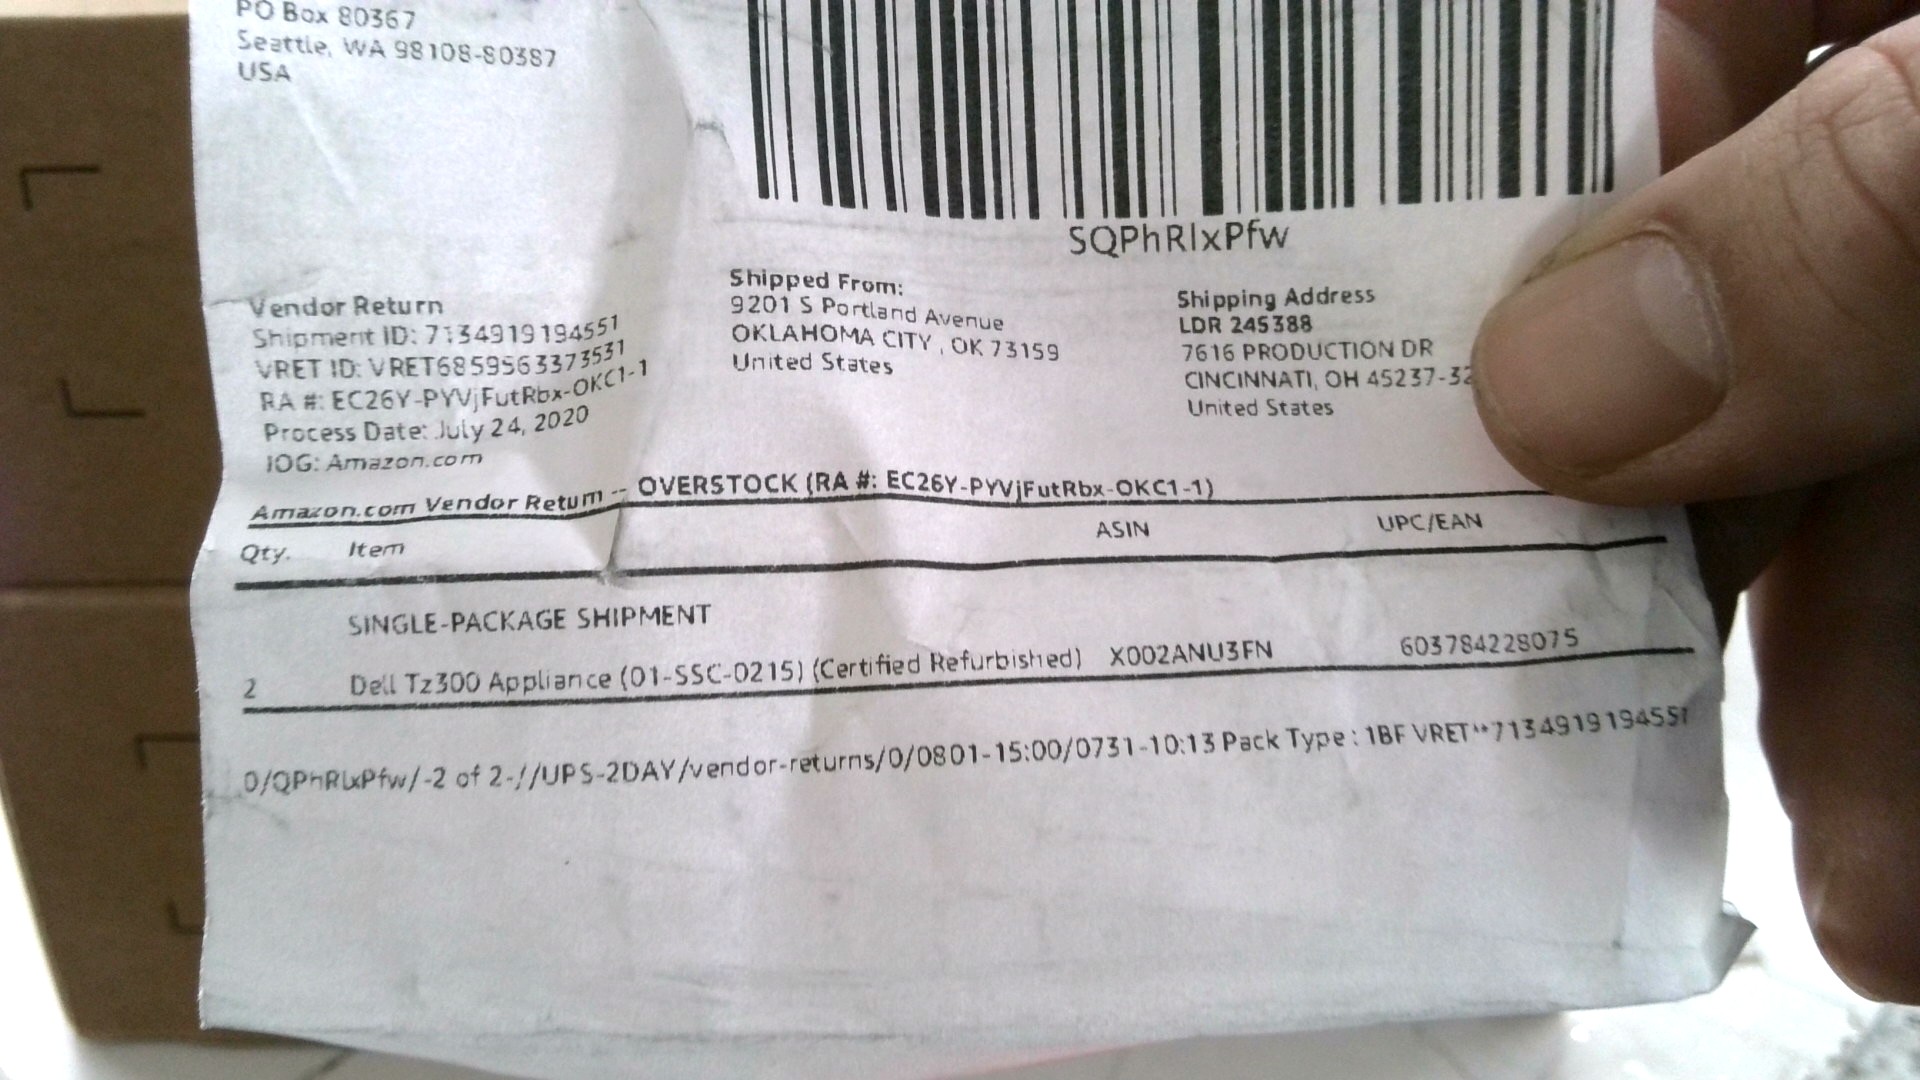 PO Box 80367
Seattle, WA 98108-80387
USA
SQPhRlxPfw
Vendor Return
Shipment ID: 7134919194551
VRET ID: VRET6859563373531
RA #: EC26Y-PYVjFutRbx-OKC1-1
Process Date: July 24, 2020
IOG: Amazon.com
Shipped From:
9201 S Portland Avenue
OKLAHOMA CITY , OK 73159
United States
Shipping Address
LDR 245388
7616 PRODUCTION DR
CINCINNATI, OH 45237-32
United States
Amazon.com Vendor Return -- OVERSTOCK (RA #: EC26Y-PYVjFutRbx-OKC1-1)
Qty. Item ASIN UPC/EAN
SINGLE-PACKAGE SHIPMENT
2 Dell Tz300 Appliance (01-SSC-0215) (Certified Refurbished) X002ANU3FN 603784228075
0/QPhRlxPfw/-2 of 2-//UPS-2DAY/vendor-returns/0/0801-15:00/0731-10:13 Pack Type : 1BF VRET**7134919194551